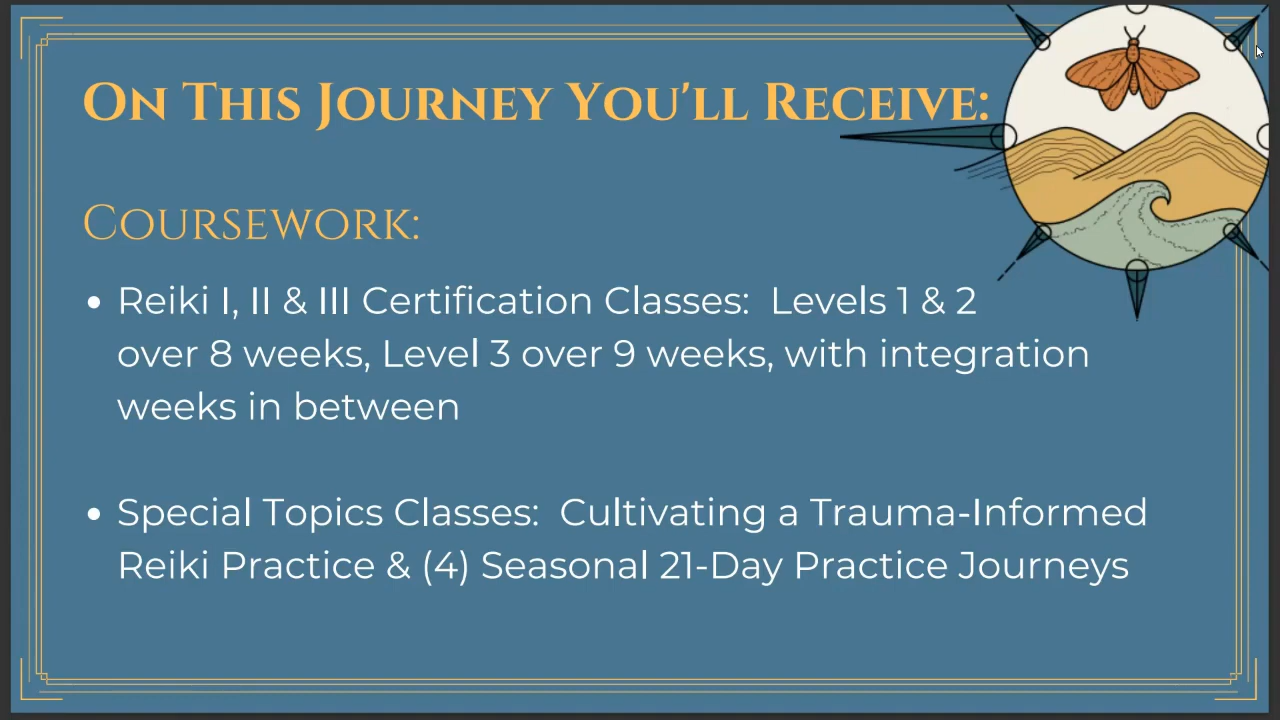 On This Journey You'll Receive:
Coursework:
• Reiki I, II & III Certification Classes:  Levels 1 & 2
over 8 weeks, Level 3 over 9 weeks, with integration
weeks in between
• Special Topics Classes:  Cultivating a Trauma-Informed
Reiki Practice & (4) Seasonal 21-Day Practice Journeys